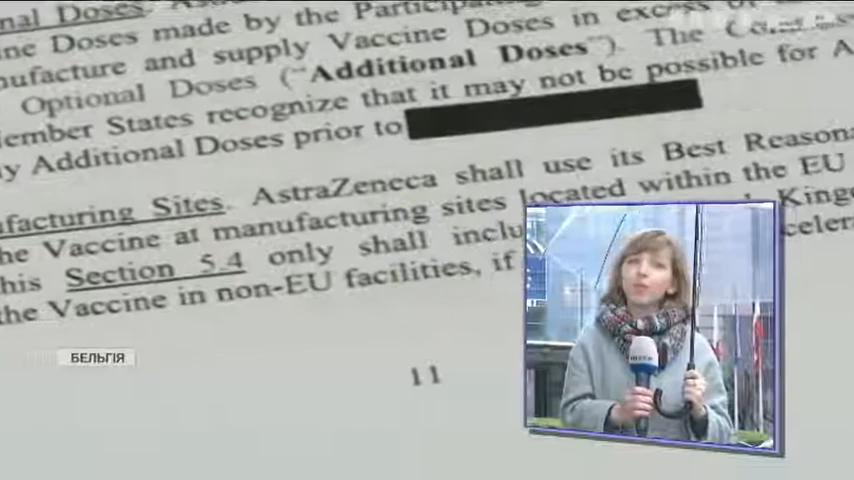 nal Doses.
ne Doses made by the Participating
nufacture and supply Vaccine Doses in excess of
Optional Doses ("Additional Doses"). The
Member States recognize that it may not be possible for A
y Additional Doses prior to
ufacturing Sites. AstraZeneca shall use its Best Reasona
he Vaccine at manufacturing sites located within the EU
his Section 5.4 only shall inclu Kingd
the Vaccine in non-EU facilities, if celera
БЕЛЬГІЯ
11